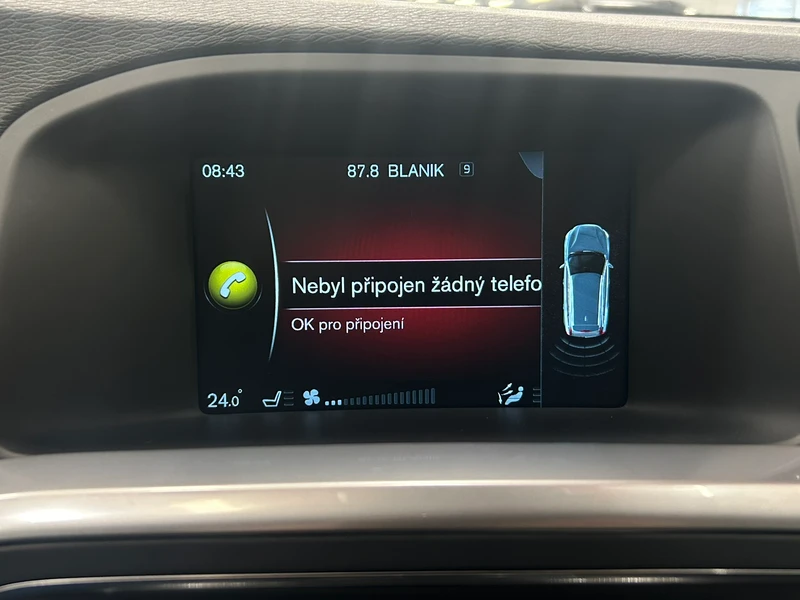 08:43
87.8 BLANIK 9
Nebyl připojen žádný telefo
OK pro připojení
24.0°